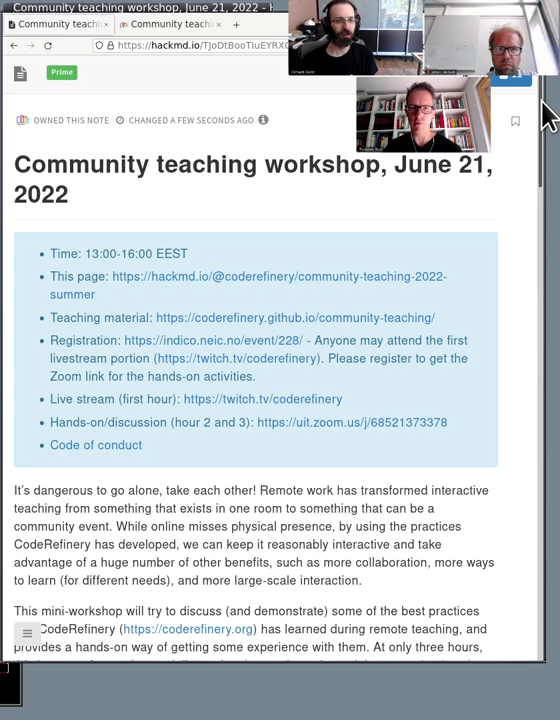 Community teaching workshop, June 21, 2022 -
Community teachi
Community teachin
https://hackmd.io/TJoDtBooTIuEYRXC
Prime
OWNED THIS NOTE
CHANGED A FEW SECONDS AGO
Community teaching workshop, June 21,
2022
• Time: 13:00-16:00 EEST
• This page: https://hackmd.io/@coderefinery/community-teaching-2022-
summer
• Teaching material: https://coderefinery.github.io/community-teaching/
• Registration: https://indico.neic.no/event/228/ - Anyone may attend the first
livestream portion (https://twitch.tv/coderefinery). Please register to get the
Zoom link for the hands-on activities.
• Live stream (first hour): https://twitch.tv/coderefinery
• Hands-on/discussion (hour 2 and 3): https://uit.zoom.us/j/68521373378
• Code of conduct
It's dangerous to go alone, take each other! Remote work has transformed interactive
teaching from something that exists in one room to something that can be a
community event. While online misses physical presence, by using the practices
CodeRefinery has developed, we can keep it reasonably interactive and take
advantage of a huge number of other benefits, such as more collaboration, more ways
to learn (for different needs), and more large-scale interaction.
This mini-workshop will try to discuss (and demonstrate) some of the best practices
CodeRefinery (https://coderefinery.org) has learned during remote teaching, and
provides a hands-on way of getting some experience with them. At only three hours,